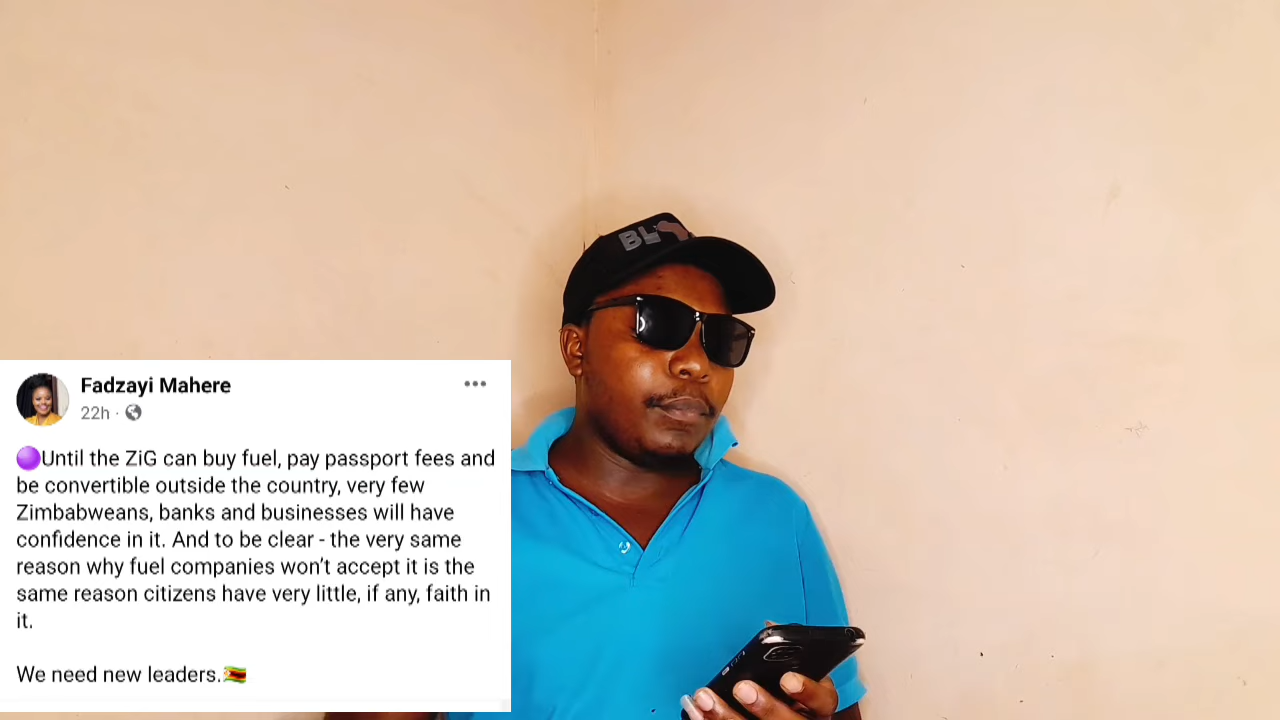 BL
Fadzayi Mahere
22h ·
Until the ZiG can buy fuel, pay passport fees and
be convertible outside the country, very few
Zimbabweans, banks and businesses will have
confidence in it. And to be clear - the very same
reason why fuel companies won't accept it is the
same reason citizens have very little, if any, faith in
it.
We need new leaders.🇿🇼